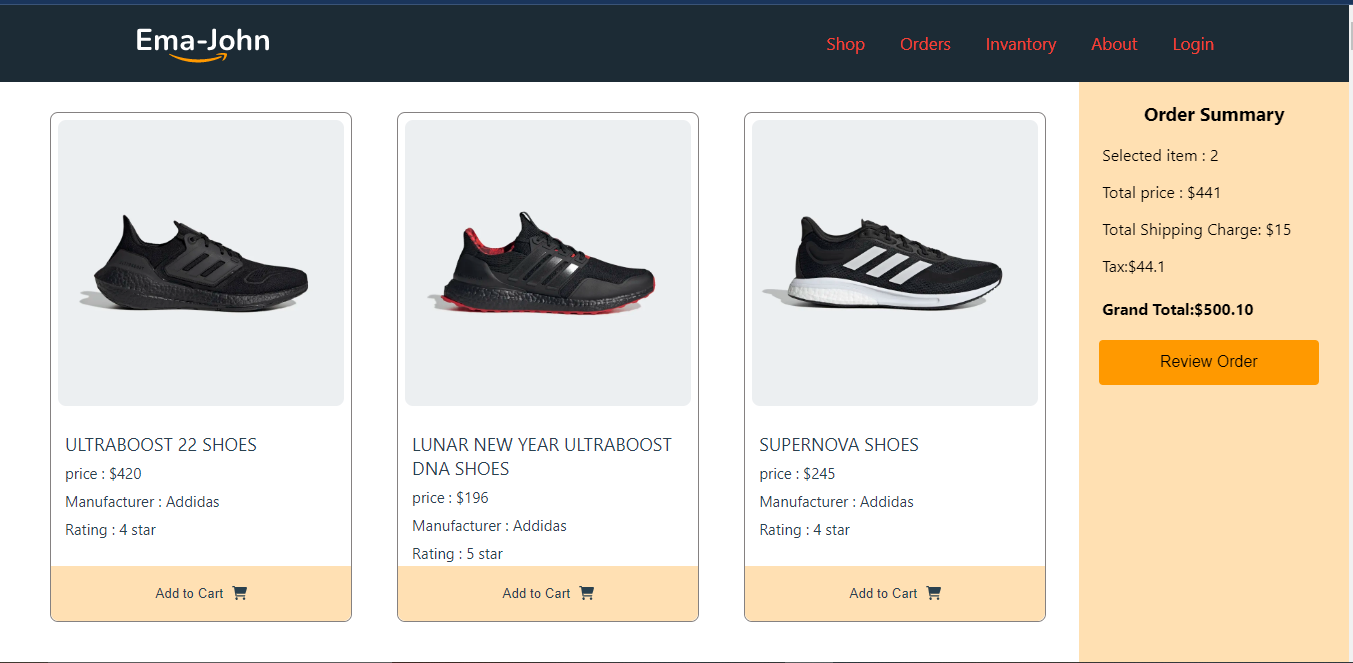 Ema-John
Shop Orders Invantory About Login
ULTRABOOST 22 SHOES
price : $420
Manufacturer : Addidas
Rating : 4 star
Add to Cart
LUNAR NEW YEAR ULTRABOOST
DNA SHOES
price : $196
Manufacturer : Addidas
Rating : 5 star
Add to Cart
SUPERNOVA SHOES
price : $245
Manufacturer : Addidas
Rating : 4 star
Add to Cart
Order Summary
Selected item : 2
Total price : $441
Total Shipping Charge: $15
Tax:$44.1
Grand Total:$500.10
Review Order